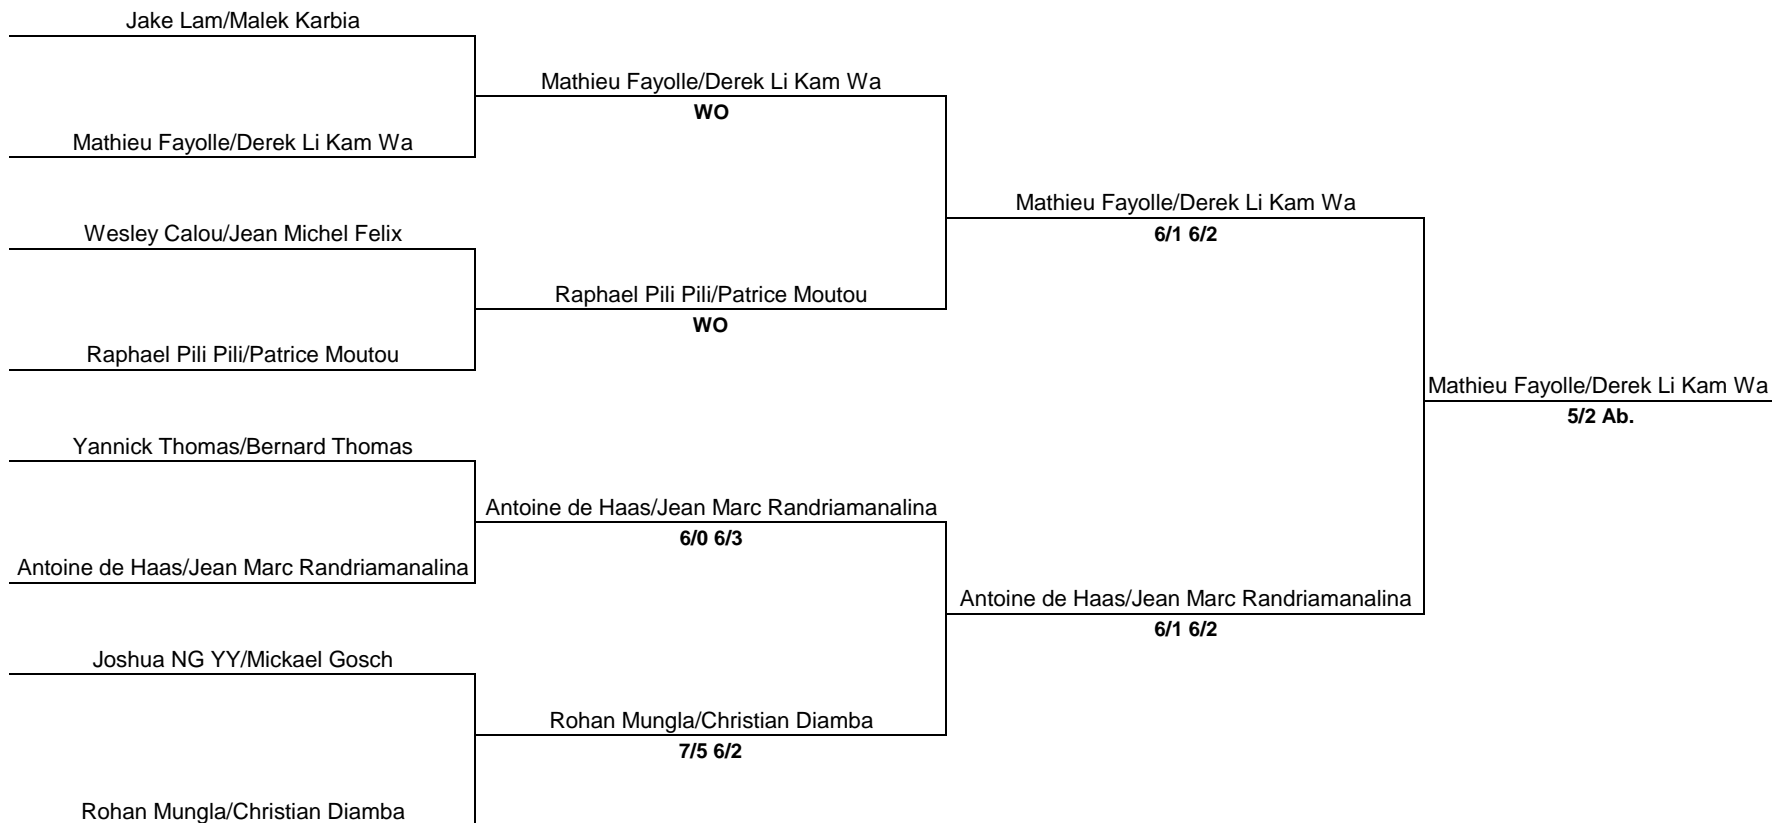 Jake Lam/Malek Karbia
Mathieu Fayolle/Derek Li Kam Wa
WO
Mathieu Fayolle/Derek Li Kam Wa
Mathieu Fayolle/Derek Li Kam Wa
6/1 6/2
Wesley Calou/Jean Michel Felix
Raphael Pili Pili/Patrice Moutou
WO
Raphael Pili Pili/Patrice Moutou
Mathieu Fayolle/Derek Li Kam Wa
5/2 Ab.
Yannick Thomas/Bernard Thomas
Antoine de Haas/Jean Marc Randriamanalina
6/0 6/3
Antoine de Haas/Jean Marc Randriamanalina
Antoine de Haas/Jean Marc Randriamanalina
6/1 6/2
Joshua NG YY/Mickael Gosch
Rohan Mungla/Christian Diamba
7/5 6/2
Rohan Mungla/Christian Diamba